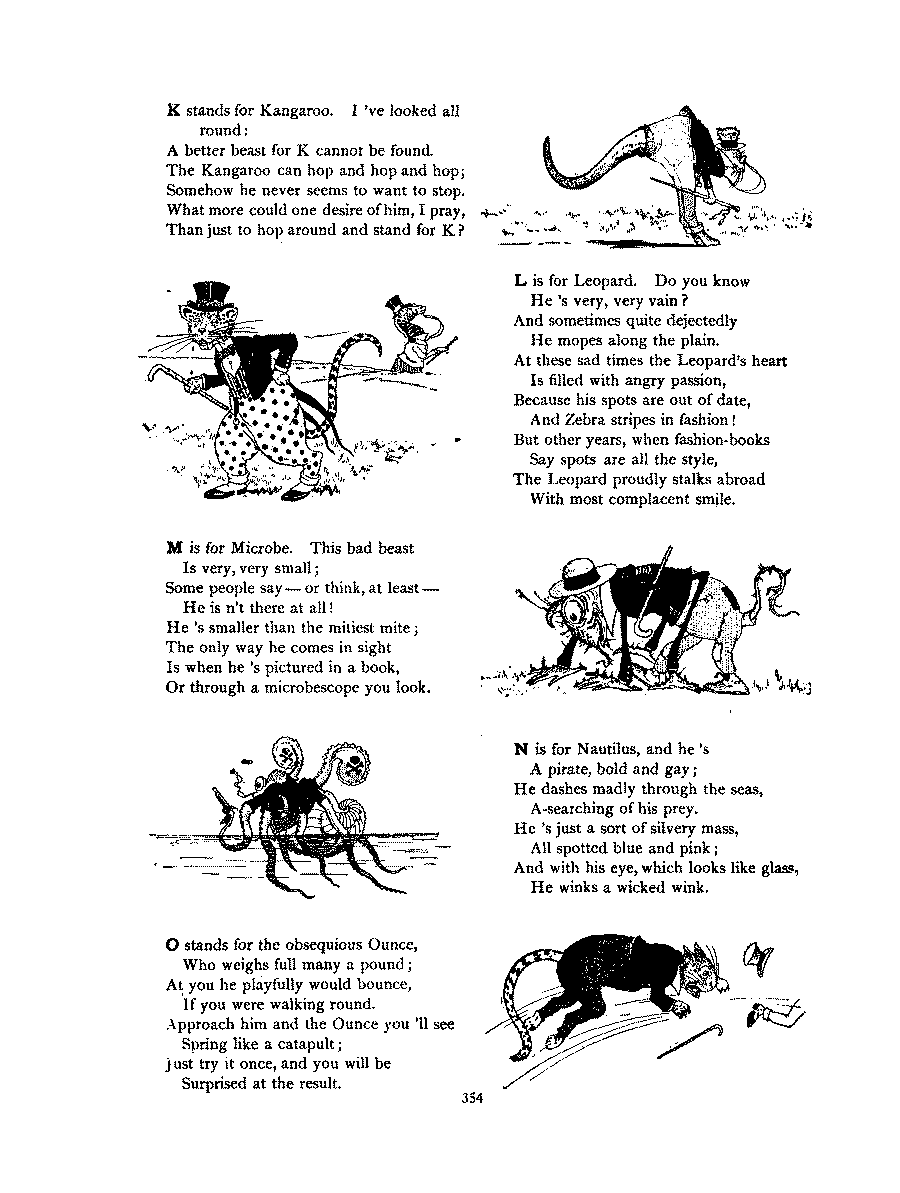 K stands for Kangaroo. I 've looked all
round:
A better beast for K cannot be found.
The Kangaroo can hop and hop and hop;
Somehow he never seems to want to stop.
What more could one desire of him, I pray,
Than just to hop around and stand for K?
L is for Leopard. Do you know
He 's very, very vain?
And sometimes quite dejectedly
He mopes along the plain.
At these sad times the Leopard's heart
Is filled with angry passion,
Because his spots are out of date,
And Zebra stripes in fashion!
But other years, when fashion-books
Say spots are all the style,
The Leopard proudly stalks abroad
With most complacent smile.
M is for Microbe. This bad beast
Is very, very small;
Some people say — or think, at least —
He is n't there at all!
He 's smaller than the mitiest mite;
The only way he comes in sight
Is when he 's pictured in a book,
Or through a microbescope you look.
N is for Nautilus, and he 's
A pirate, bold and gay;
He dashes madly through the seas,
A-searching of his prey.
He 's just a sort of silvery mass,
All spotted blue and pink;
And with his eye, which looks like glass,
He winks a wicked wink.
O stands for the obsequious Ounce,
Who weighs full many a pound;
At you he playfully would bounce,
If you were walking round.
Approach him and the Ounce you 'll see
Spring like a catapult;
Just try it once, and you will be
Surprised at the result.
354